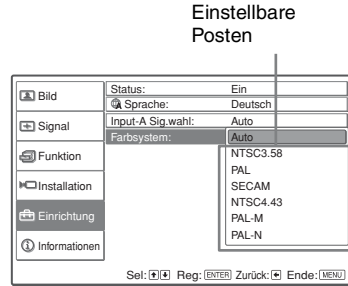 Einstellbare
Posten
Bild
Signal
Funktion
Installation
Einrichtung
Informationen
Status: Ein
Sprache: Deutsch
Input-A Sig.wahl: Auto
Farbsystem: Auto
NTSC3.58
PAL
SECAM
NTSC4.43
PAL-M
PAL-N
Sel: Reg: ENTER Zurück: Ende: MENU